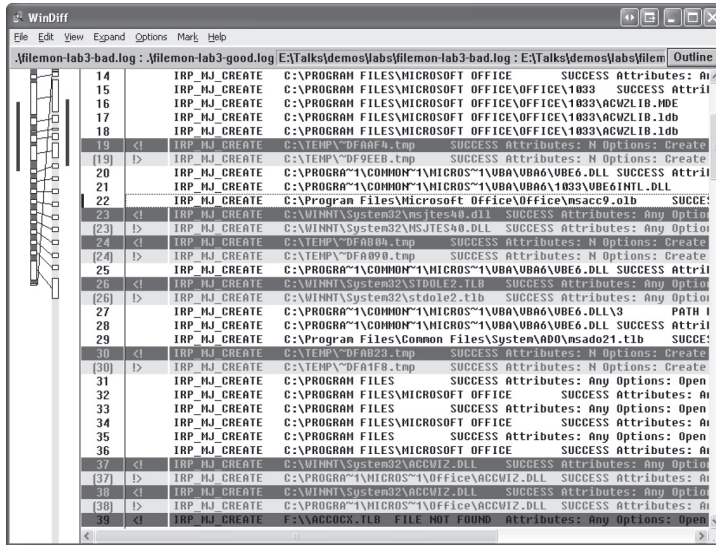 WinDiff
File Edit View Expand Options Mark Help
.\filemon-lab3-bad.log : .\filemon-lab3-good.log E:\Talks\demos\labs\filemon-lab3-bad.log : E:\Talks\demos\labs\filem Outline
14 IRP_MJ_CREATE C:\PROGRAM FILES\MICROSOFT OFFICE SUCCESS Attributes: A
15 IRP_MJ_CREATE C:\PROGRAM FILES\MICROSOFT OFFICE\OFFICE\1033 SUCCESS Attri
16 IRP_MJ_CREATE C:\PROGRAM FILES\MICROSOFT OFFICE\OFFICE\1033\ACWZLIB.MDE
17 IRP_MJ_CREATE C:\PROGRAM FILES\MICROSOFT OFFICE\OFFICE\1033\ACWZLIB.ldb
18 IRP_MJ_CREATE C:\PROGRAM FILES\MICROSOFT OFFICE\OFFICE\1033\ACWZLIB.ldb
19 <! IRP_MJ_CREATE C:\TEMP\~DFAAF4.tmp SUCCESS Attributes: N Options: Create
(19) !> IRP_MJ_CREATE C:\TEMP\~DF9EEB.tmp SUCCESS Attributes: N Options: Create
20 IRP_MJ_CREATE C:\PROGRA~1\COMMON~1\MICROS~1\VBA\VBA6\VBE6.DLL SUCCESS Attri
21 IRP_MJ_CREATE C:\PROGRA~1\COMMON~1\MICROS~1\VBA\VBA6\1033\VBE6INTL.DLL
22 IRP_MJ_CREATE C:\Program Files\Microsoft Office\Office\msacc9.olb SUCCES
23 <! IRP_MJ_CREATE C:\WINNT\System32\msjtes40.dll SUCCESS Attributes: Any Optio
(23) !> IRP_MJ_CREATE C:\WINNT\System32\MSJTES40.DLL SUCCESS Attributes: Any Optio
24 <! IRP_MJ_CREATE C:\TEMP\~DFAB04.tmp SUCCESS Attributes: N Options: Create
(24) !> IRP_MJ_CREATE C:\TEMP\~DFA090.tmp SUCCESS Attributes: N Options: Create
25 IRP_MJ_CREATE C:\PROGRA~1\COMMON~1\MICROS~1\VBA\VBA6\VBE6.DLL SUCCESS Attri
26 <! IRP_MJ_CREATE C:\WINNT\System32\STDOLE2.TLB SUCCESS Attributes: Any Option
(26) !> IRP_MJ_CREATE C:\WINNT\System32\stdole2.tlb SUCCESS Attributes: Any Option
27 IRP_MJ_CREATE C:\PROGRA~1\COMMON~1\MICROS~1\VBA\VBA6\VBE6.DLL\3 PATH
28 IRP_MJ_CREATE C:\PROGRA~1\COMMON~1\MICROS~1\VBA\VBA6\VBE6.DLL SUCCESS Attri
29 IRP_MJ_CREATE C:\Program Files\Common Files\System\ADO\msado21.tlb SUCCES
30 <! IRP_MJ_CREATE C:\TEMP\~DFAB23.tmp SUCCESS Attributes: N Options: Create
(30) !> IRP_MJ_CREATE C:\TEMP\~DFA1F8.tmp SUCCESS Attributes: N Options: Create
31 IRP_MJ_CREATE C:\PROGRAM FILES SUCCESS Attributes: Any Options: Open
32 IRP_MJ_CREATE C:\PROGRAM FILES\MICROSOFT OFFICE SUCCESS Attributes: A
33 IRP_MJ_CREATE C:\PROGRAM FILES SUCCESS Attributes: Any Options: Open
34 IRP_MJ_CREATE C:\PROGRAM FILES\MICROSOFT OFFICE SUCCESS Attributes: A
35 IRP_MJ_CREATE C:\PROGRAM FILES SUCCESS Attributes: Any Options: Open
36 IRP_MJ_CREATE C:\PROGRAM FILES\MICROSOFT OFFICE SUCCESS Attributes: A
37 <! IRP_MJ_CREATE C:\WINNT\System32\ACCWIZ.DLL SUCCESS Attributes: Any Optio
(37) !> IRP_MJ_CREATE C:\PROGRA~1\MICROS~1\Office\ACCWIZ.DLL SUCCESS Attributes:
38 <! IRP_MJ_CREATE C:\WINNT\System32\ACCWIZ.DLL SUCCESS Attributes: Any Optio
(38) !> IRP_MJ_CREATE C:\PROGRA~1\MICROS~1\Office\ACCWIZ.DLL SUCCESS Attributes:
39 <! IRP_MJ_CREATE F:\\ACCOCX.TLB FILE NOT FOUND Attributes: Any Options: Open